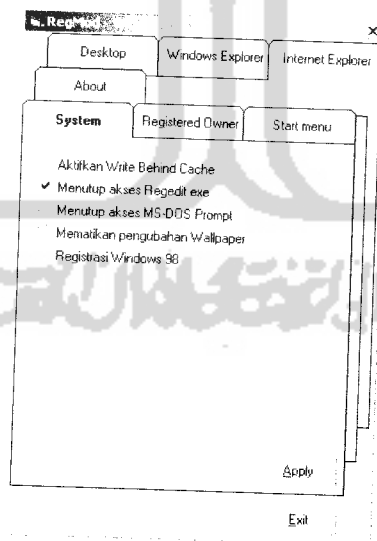 RegMod
Desktop Windows Explorer Internet Explorer
About
System Registered Owner Start menu
Aktifkan Write Behind Cache
✔ Menutup akses Regedit.exe
Menutup akses MS-DOS Prompt
Mematikan pengubahan Wallpaper
Registrasi Windows 98
Apply
Exit